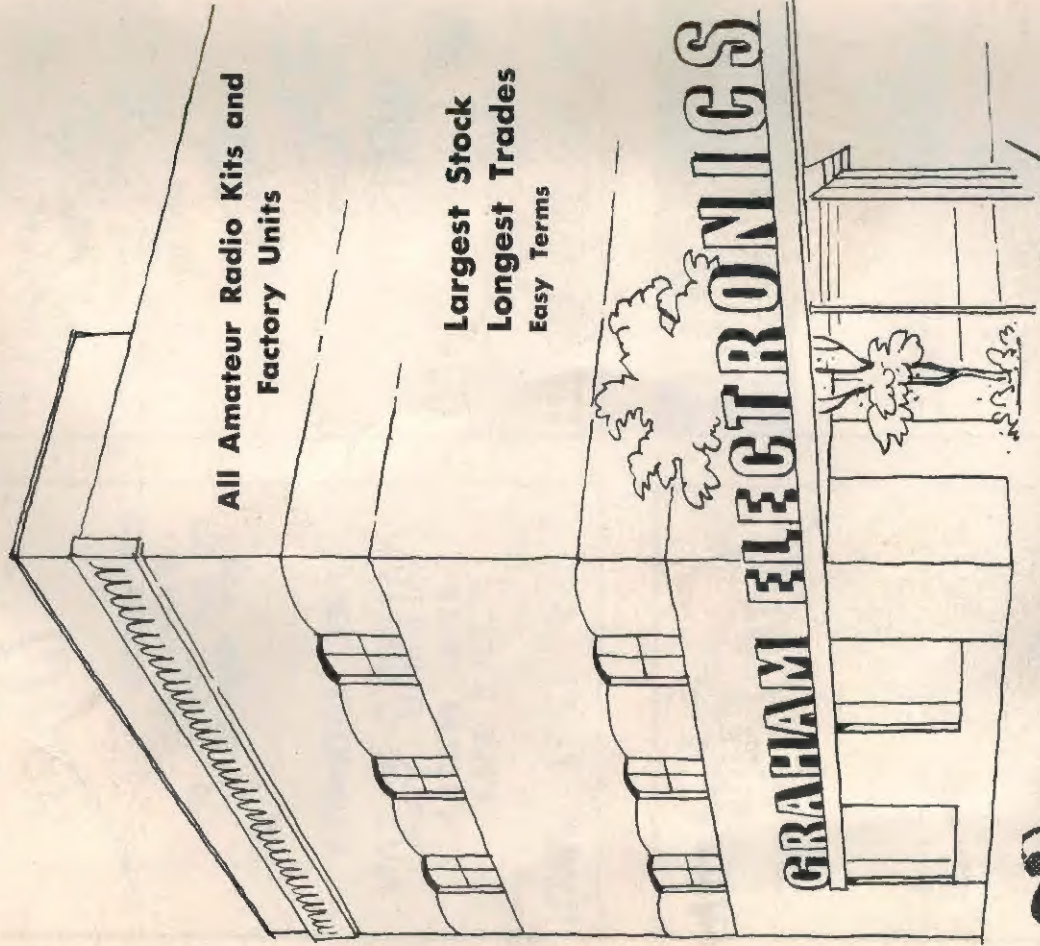 All Amateur Radio Kits and
Factory Units
Largest Stock
Longest Trades
Easy Terms
GRAHAM ELECTRONICS